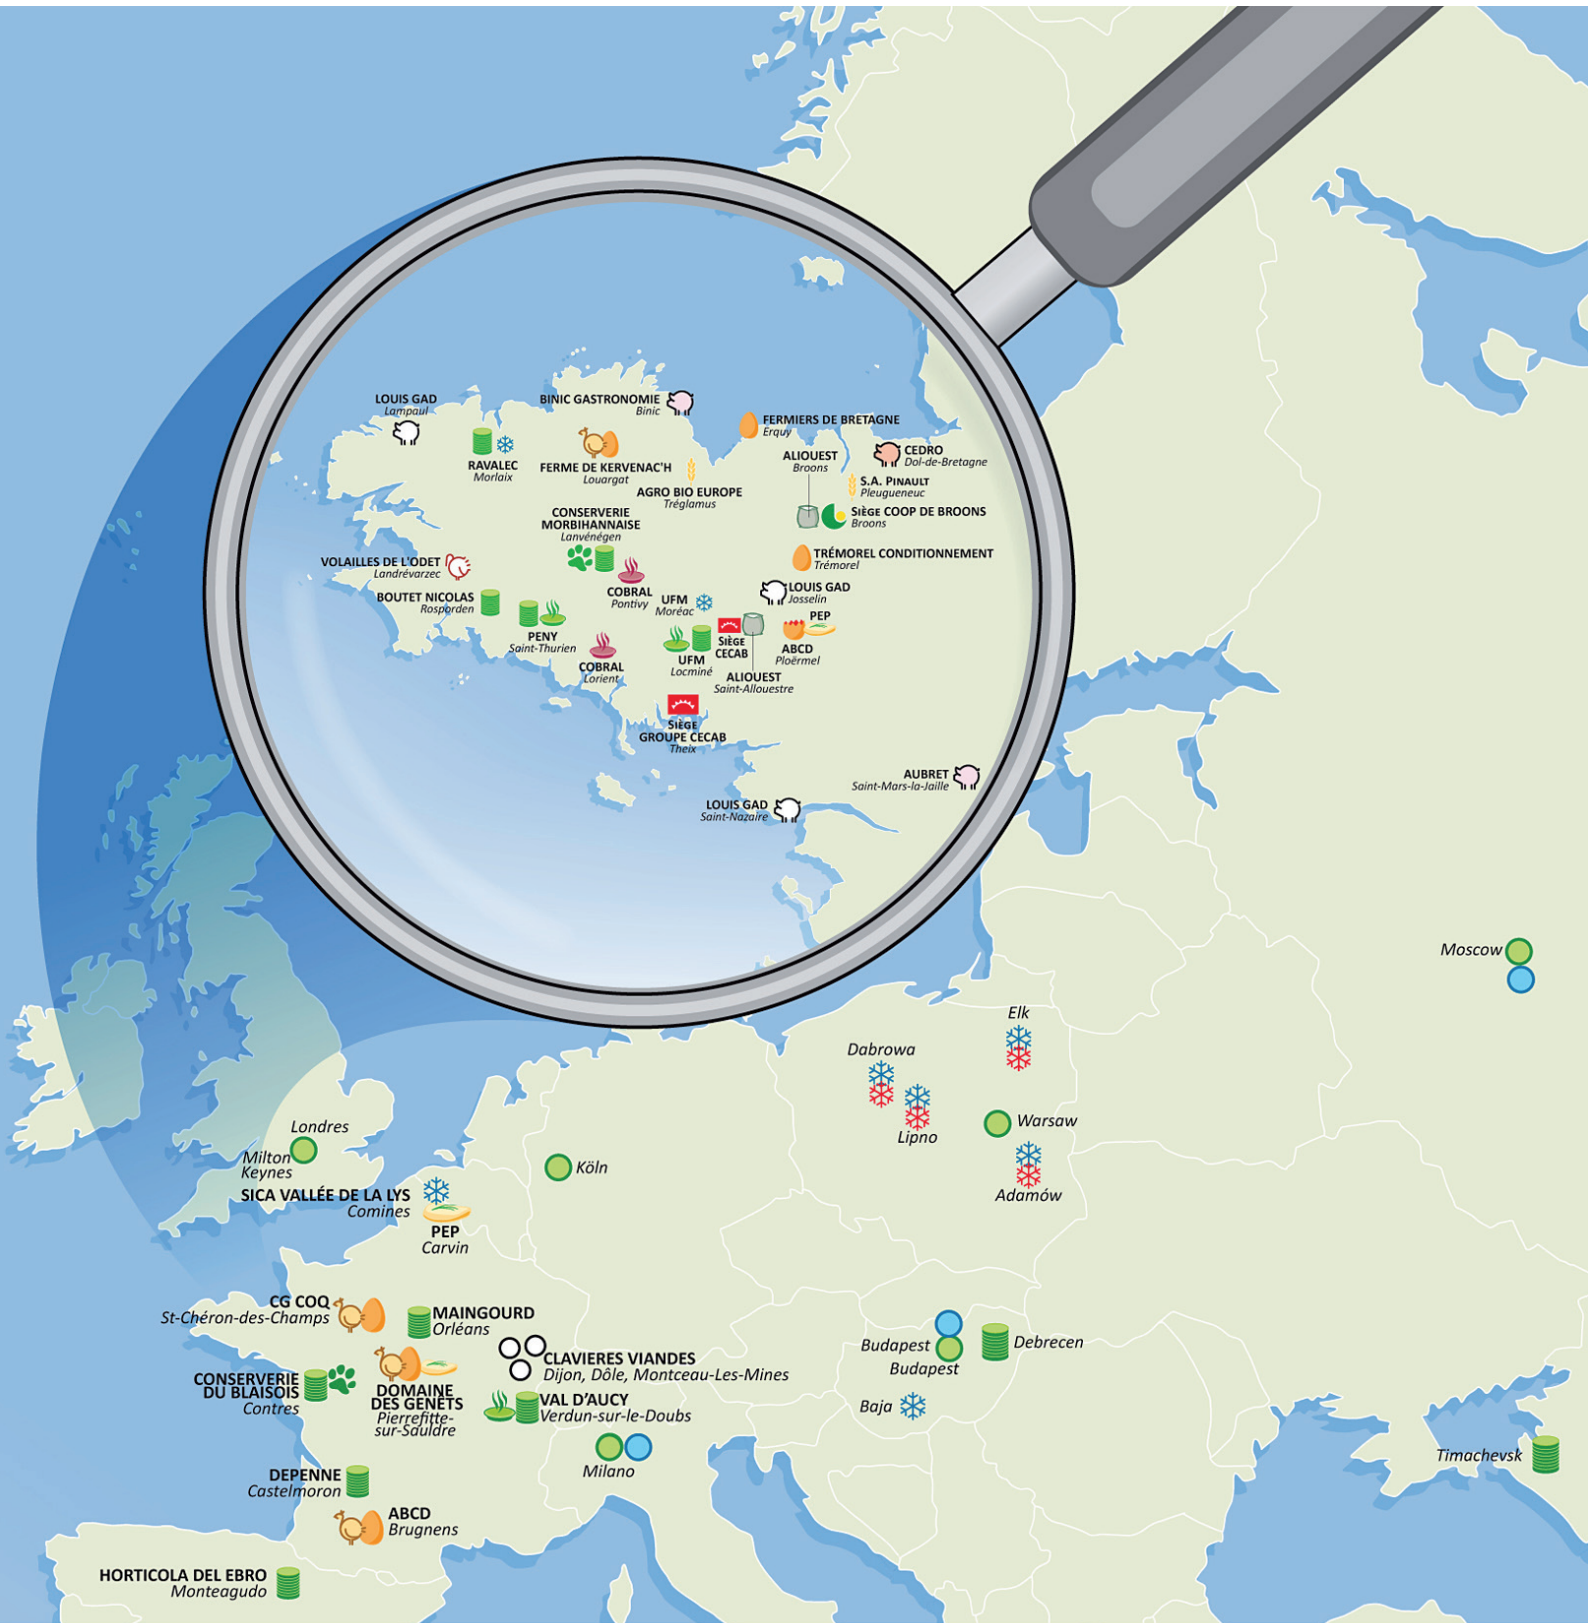 LOUIS GAD
Lampaul
BINIC GASTRONOMIE
Binic
FERMIERS DE BRETAGNE
Erquy
RAVALEC
Morlaix
FERME DE KERVENAC'H
Louargat
ALIOUEST
Broons
CEDRO
Dol-de-Bretagne
AGRO BIO EUROPE
Tréglamus
S.A. PINAULT
Pleugueneuc
CONSERVERIE
MORBIHANNAISE
Lanvénégen
SIÈGE COOP DE BROONS
Broons
VOLAILLES DE L'ODET
Landrévarzec
TRÉMOREL CONDITIONNEMENT
Trémorel
BOUTET NICOLAS
Rosporden
COBRAL
Pontivy
UFM
Moréac
LOUIS GAD
Josselin
PEP
PENY
Saint-Thurien
SIÈGE
CECAB
ABCD
Ploërmel
COBRAL
Lorient
UFM
Locminé
ALIOUEST
Saint-Allouestre
SIÈGE
GROUPE CECAB
Theix
AUBRET
Saint-Mars-la-Jaille
LOUIS GAD
Saint-Nazaire
Moscow
Elk
Dabrowa
Lipno
Warsaw
Adamów
Londres
Milton
Keynes
Köln
SICA VALLÉE DE LA LYS
Comines
PEP
Carvin
CG COQ
St-Chéron-des-Champs
MAINGOURD
Orléans
CLAVIERES VIANDES
Dijon, Dôle, Montceau-Les-Mines
Budapest
Budapest
Debrecen
CONSERVERIE
DU BLAISOIS
Contres
DOMAINE
DES GENÊTS
Pierrefitte-
sur-Sauldre
VAL D'AUCY
Verdun-sur-le-Doubs
Baja
Milano
Timachevsk
DEPENNE
Castelmoron
ABCD
Brugnens
HORTICOLA DEL EBRO
Monteagudo